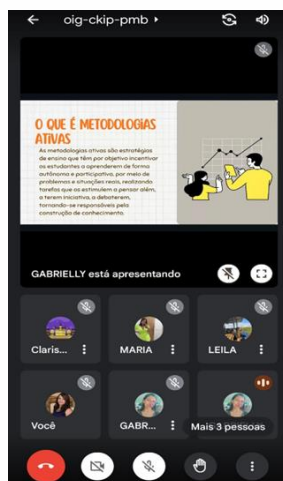 oig-ckip-pmb
O QUE É METODOLOGIAS
ATIVAS
As metodologias ativas são estratégias
de ensino que têm por objetivo incentivar
os estudantes a aprenderem de forma
autônoma e participativa, por meio de
problemas e situações reais, realizando
tarefas que os estimulem a pensar além,
a terem iniciativa, a debaterem,
tornando-se responsáveis pela
construção de conhecimento.
GABRIELLY está apresentando
Claris...
MARIA
LEILA
Você
GABR...
Mais 3 pessoas